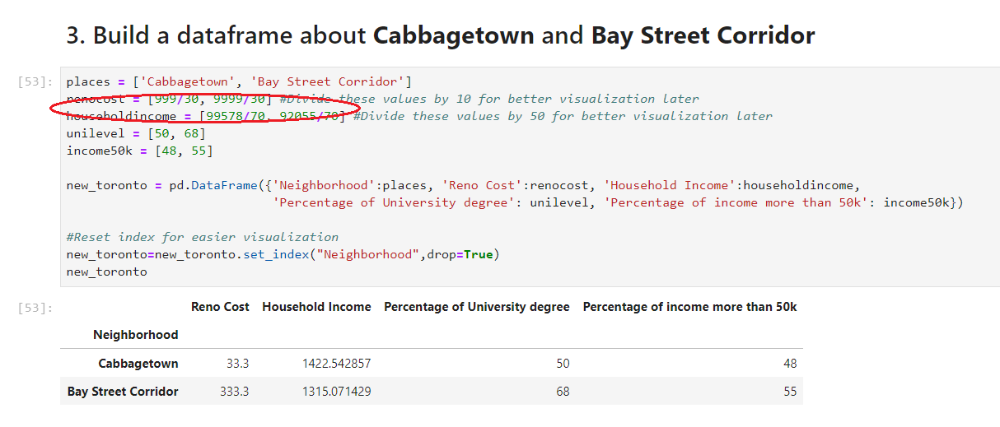 3. Build a dataframe about Cabbagetown and Bay Street Corridor
[53]: places = ['Cabbagetown', 'Bay Street Corridor']
renocost = [999/30, 9999/30] #Divide these values by 10 for better visualization later
householdincome = [99578/70, 92055/70] #Divide these values by 50 for better visualization later
unilevel = [50, 68]
income50k = [48, 55]
new_toronto = pd.DataFrame({'Neighborhood':places, 'Reno Cost':renocost, 'Household Income':householdincome,
'Percentage of University degree': unilevel, 'Percentage of income more than 50k': income50k})
#Reset index for easier visualization
new_toronto=new_toronto.set_index("Neighborhood",drop=True)
new_toronto
[53]: Reno Cost Household Income Percentage of University degree Percentage of income more than 50k
Neighborhood
Cabbagetown 33.3 1422.542857 50 48
Bay Street Corridor 333.3 1315.071429 68 55